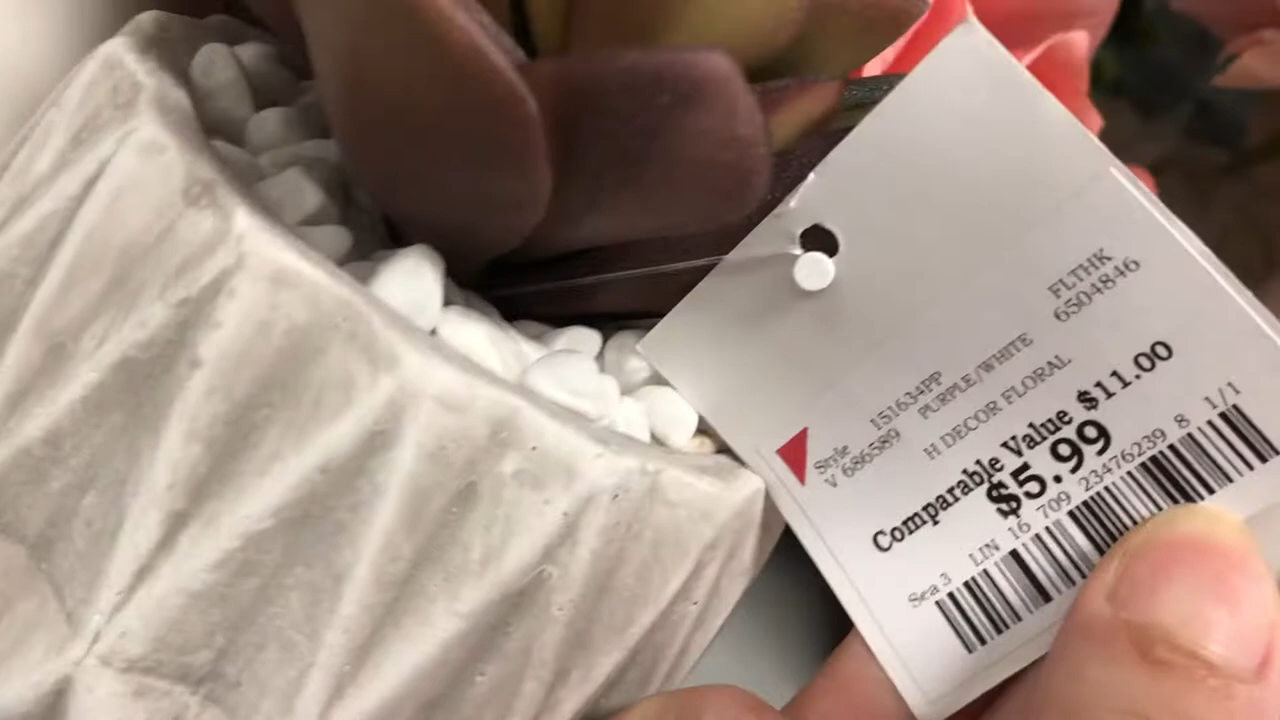 FLTHK
6504846
Style 151634PP
V 686589 PURPLE/WHITE
H DECOR FLORAL
Comparable Value $11.00
$5.99
Sea 3 LIN 16 709 23476239 8 1/1